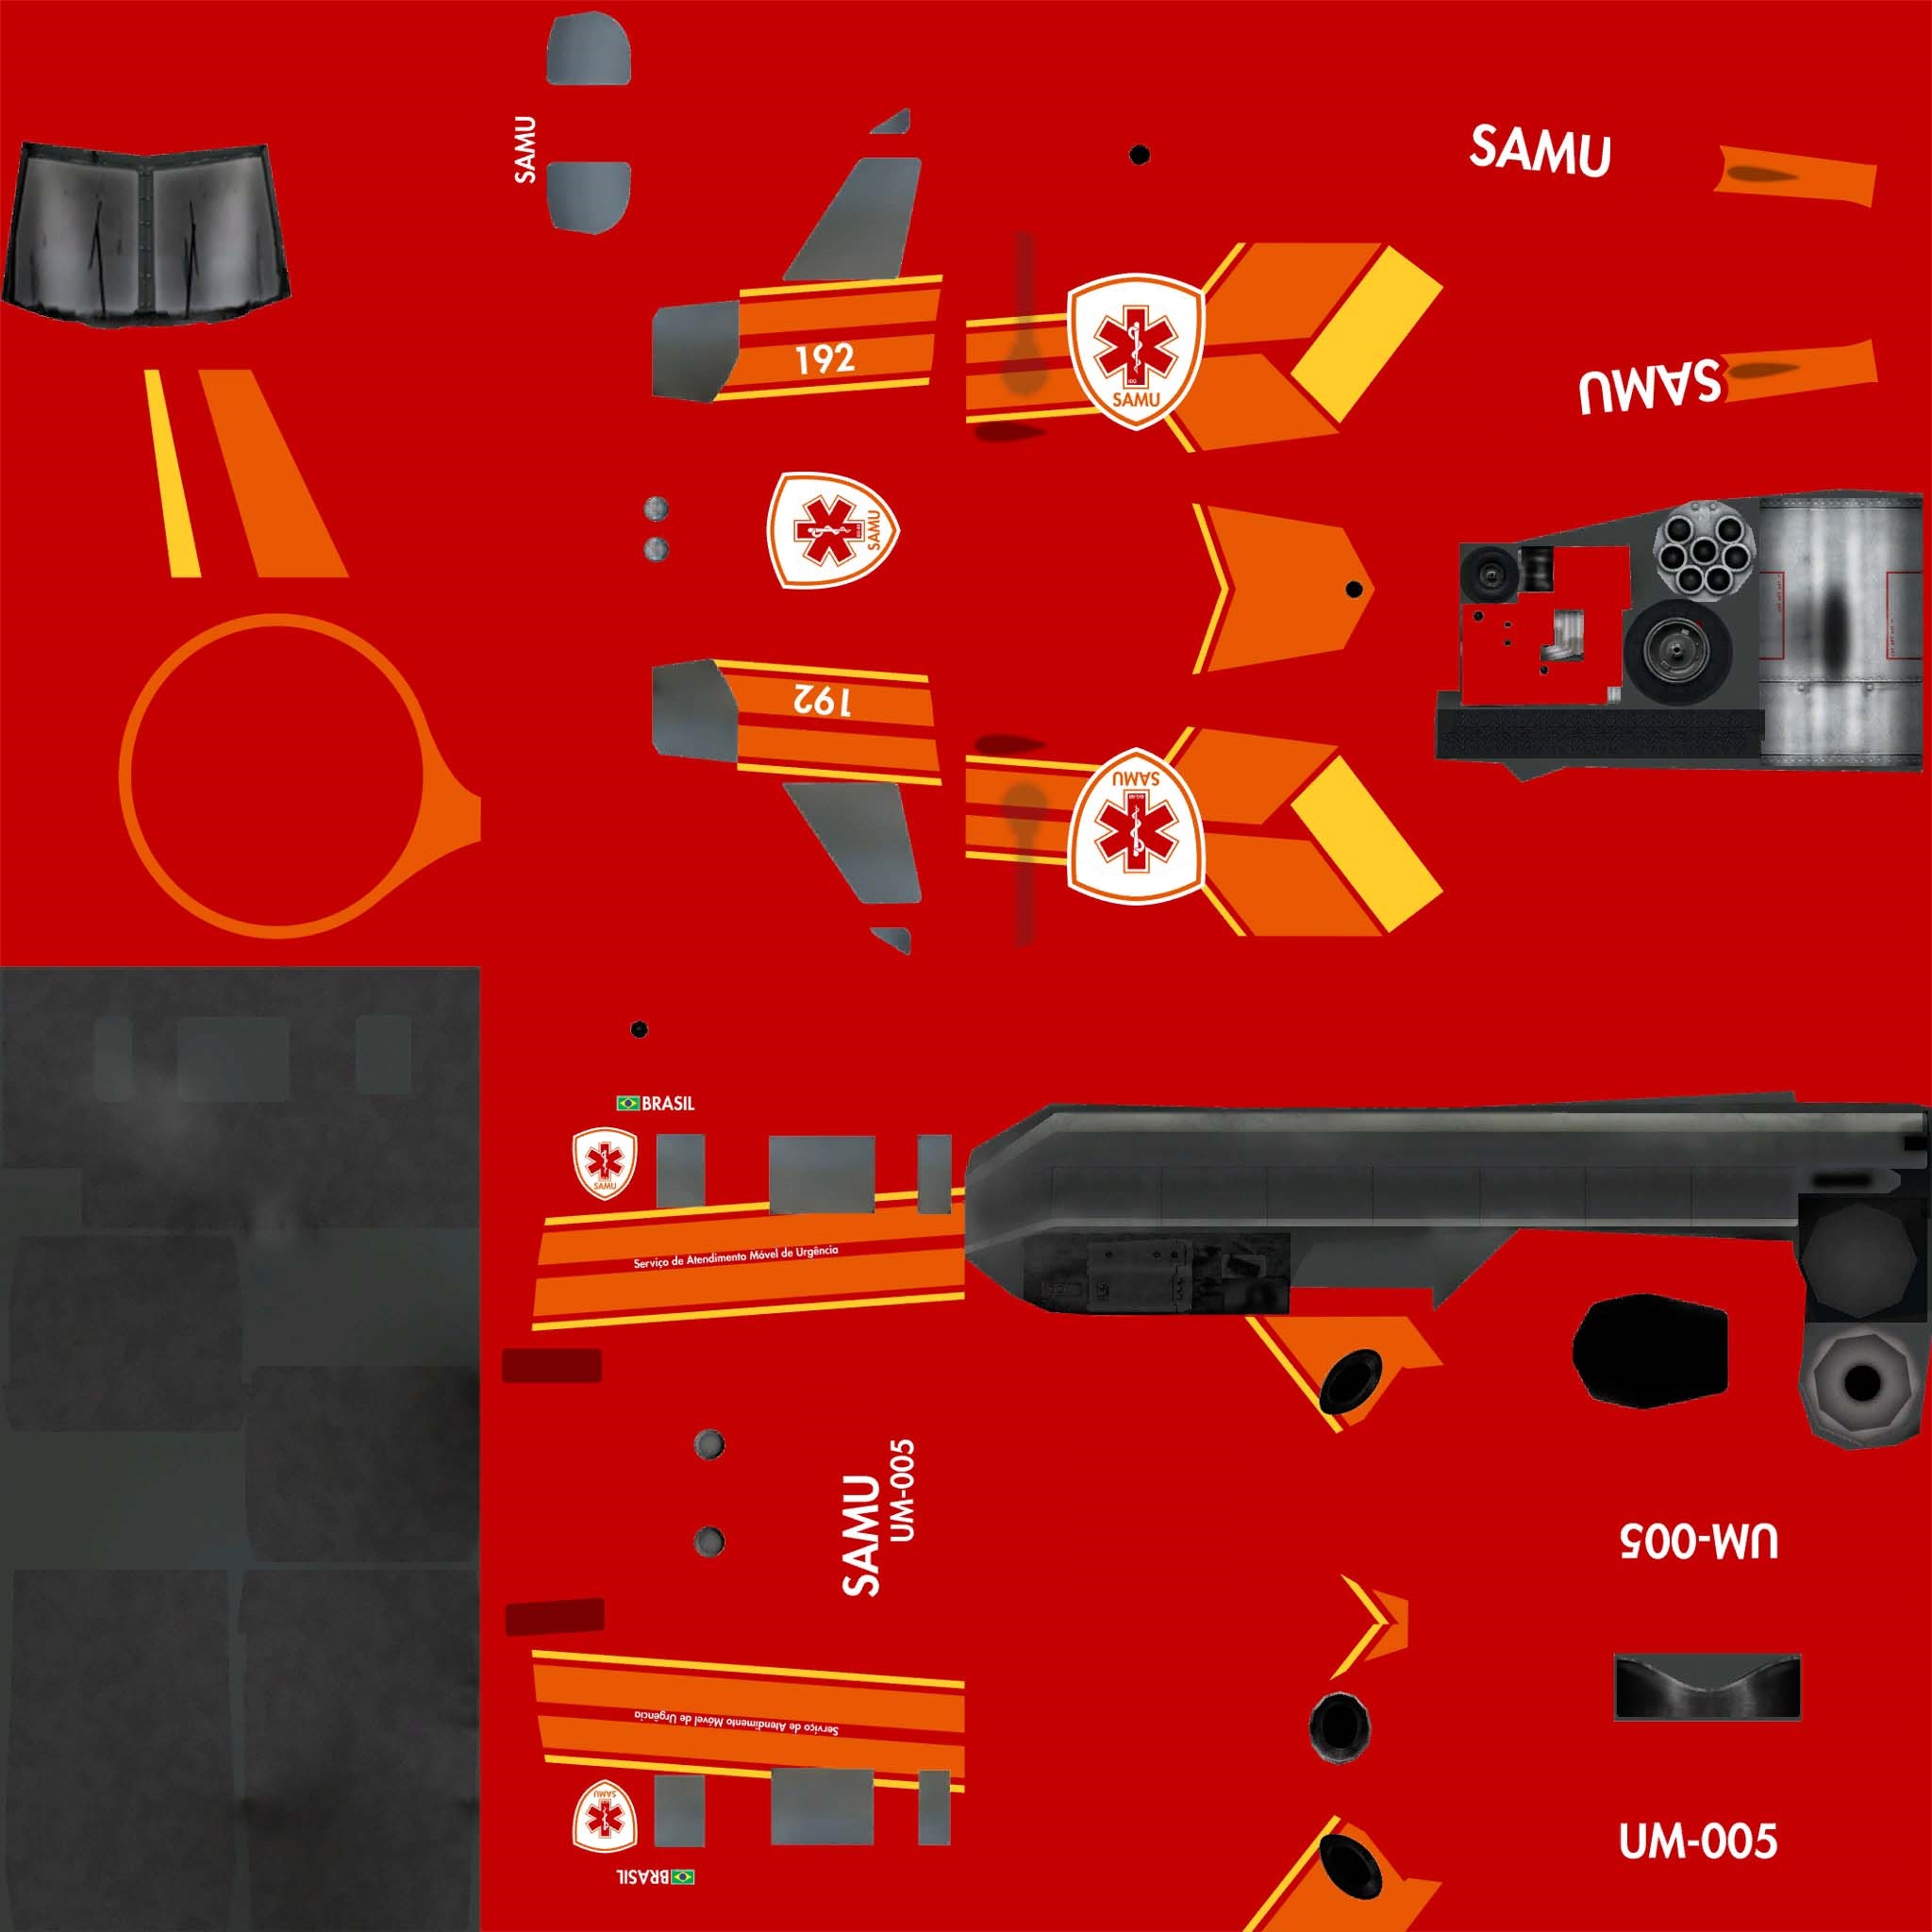 SAMU
SAMU
192
SAMU
SAMU
SAMU
192
SAMU
BRASIL
SAMU
Serviço de Atendimento Móvel de Urgência
SAMU
UM-005
UM-005
Serviço de Atendimento Móvel de Urgência
SAMU
UM-005
BRASIL